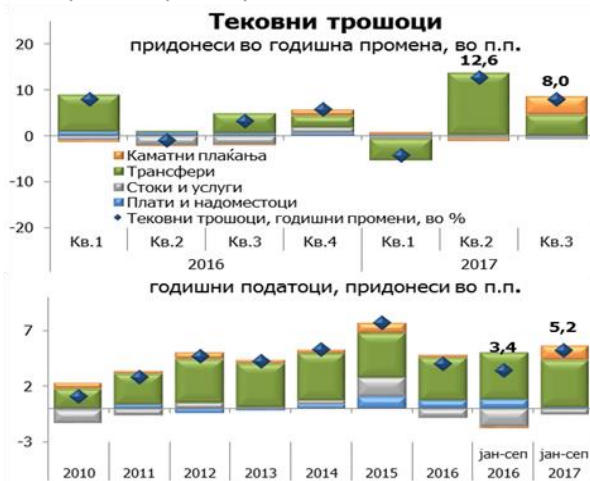 Тековни трошоци
придонеси во годишна промена, во п.п.
20
10
0
-10
-20
12,6
8,0
Каматни плаќања
Трансфери
Стоки и услуги
Плати и надоместоци
Тековни трошоци, годишни промени, во %
Кв.1 Кв.2 Кв.3 Кв.4 Кв.1 Кв.2 Кв.3
2016 2017
годишни податоци, придонеси во п.п.
7
2
-3
3,4
5,2
јан-сеп јан-сеп
2010 2011 2012 2013 2014 2015 2016 2016 2017